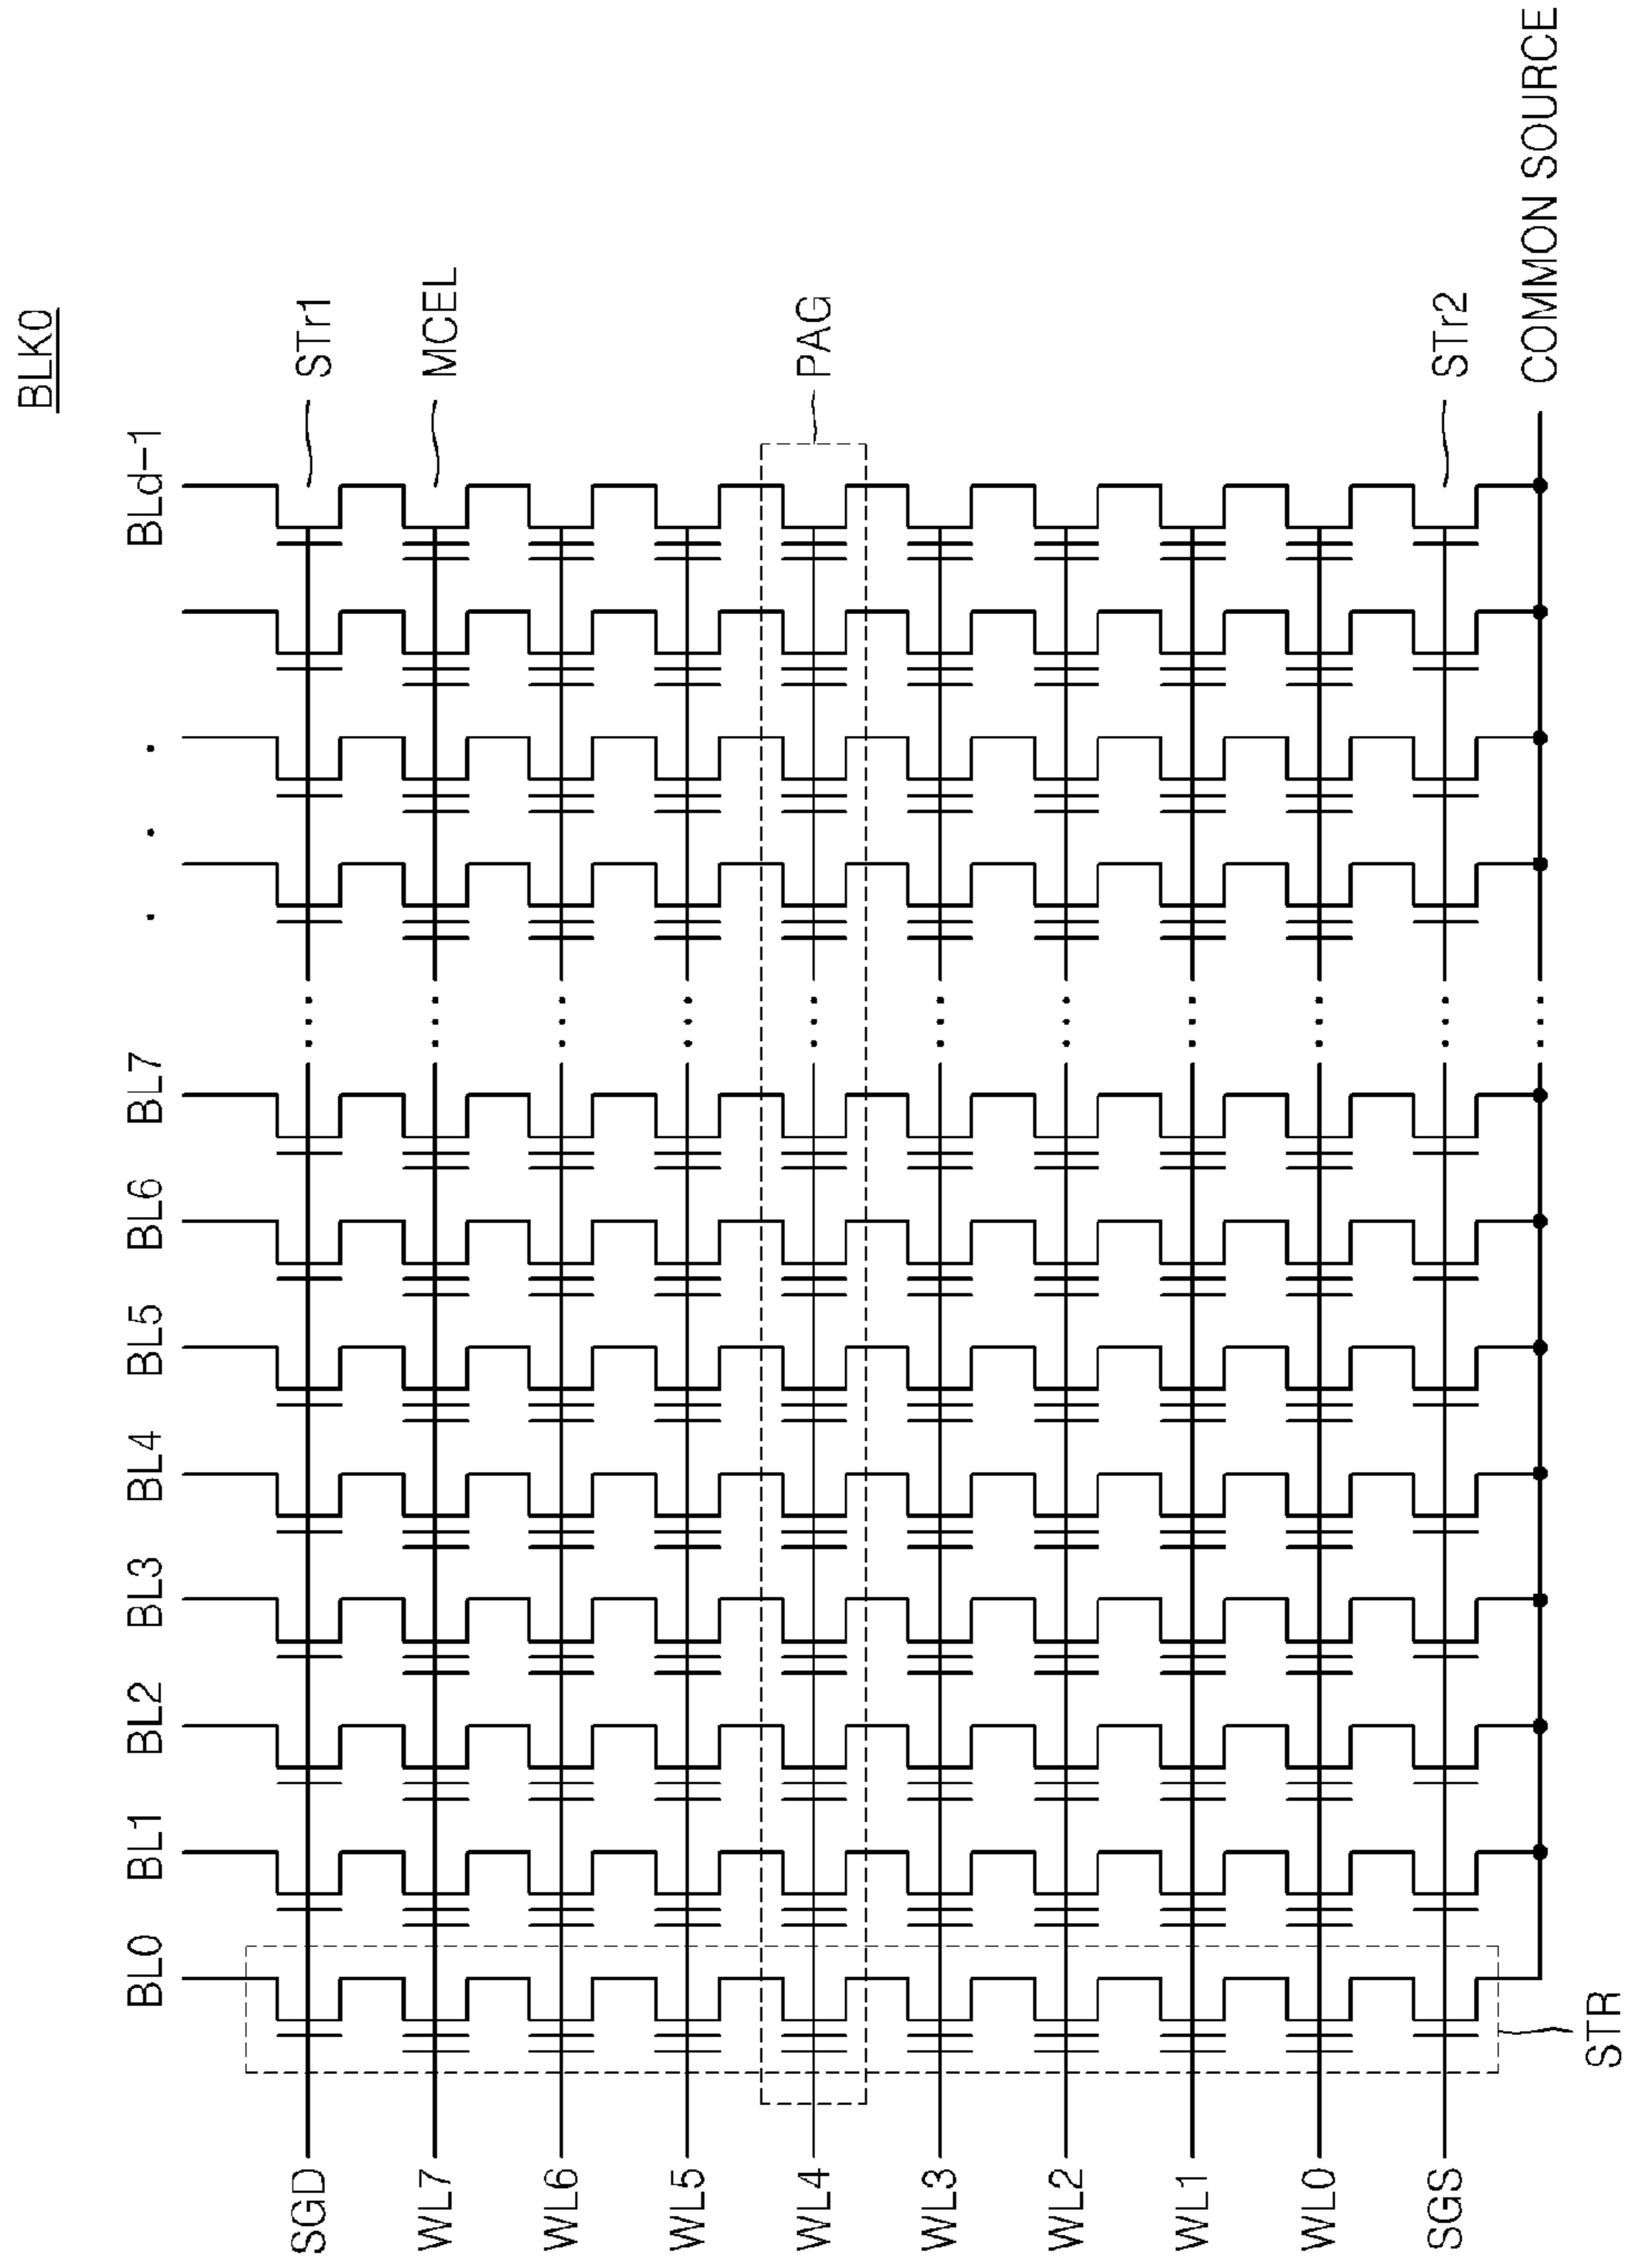 BLK0
BL0 BL1 BL2 BL3 BL4 BL5 BL6 BL7 . . . BLd-1
SGD ... STr1
WL7 ... MCEL
WL6 ...
WL5 ...
WL4 ... PAG
WL3 ...
WL2 ...
WL1 ...
WL0 ...
SGS ... STr2
... COMMON SOURCE
STR